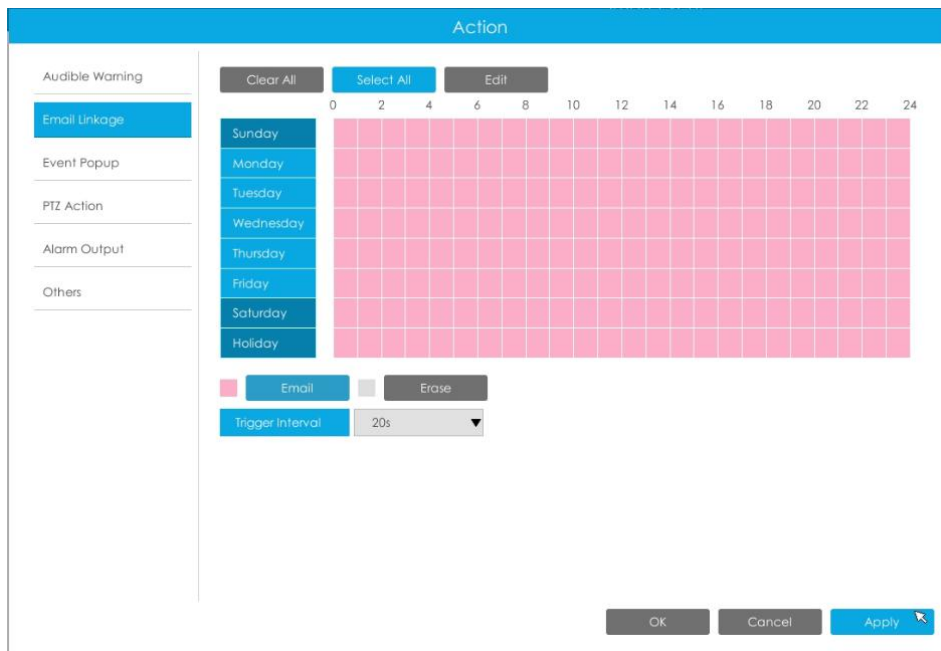 Action
Audible Warning
Email Linkage
Event Popup
PTZ Action
Alarm Output
Others
Clear All Select All Edit
0 2 4 6 8 10 12 14 16 18 20 22 24
Sunday
Monday
Tuesday
Wednesday
Thursday
Friday
Saturday
Holiday
Email Erase
Trigger Interval 20s
OK Cancel Apply